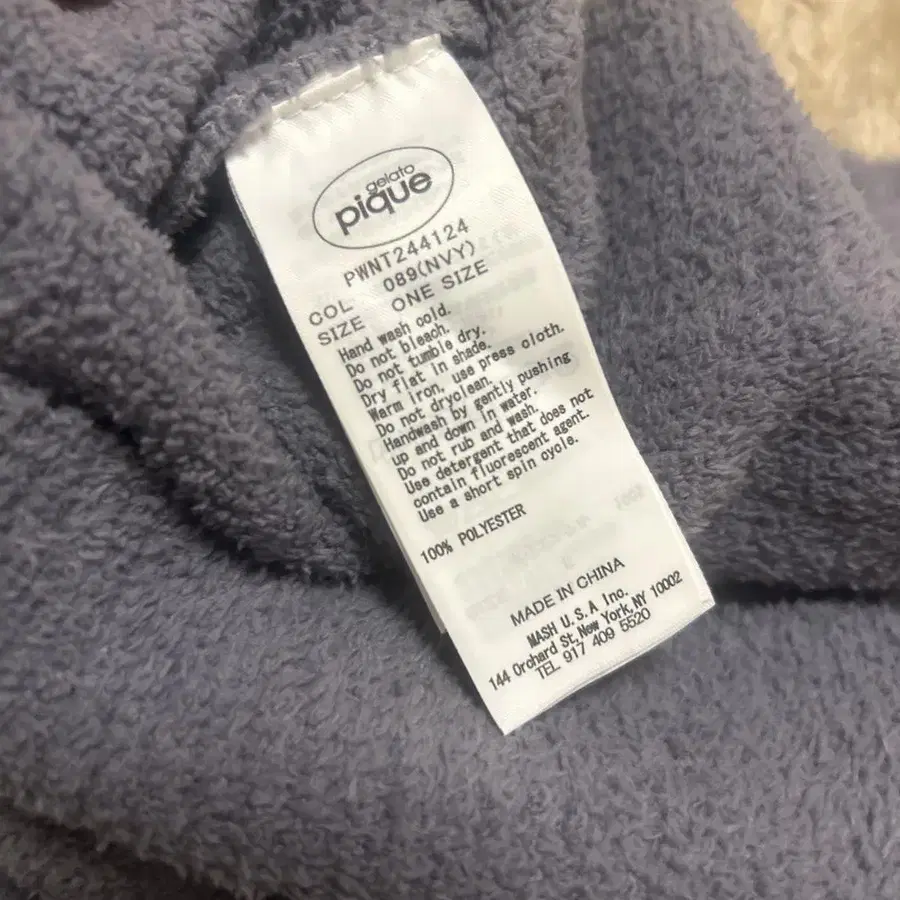 gelato
pique
PWNT244124
COL 089(NVY)
SIZE ONE SIZE
Hand wash cold.
Do not bleach.
Do not tumble dry.
Dry flat in shade.
Warm iron, use press cloth.
Do not dryclean.
Handwash by gently pushing
up and down in water.
Do not rub and wash.
Use detergent that does not
contain fluorescent agent.
Use a short spin cycle.
100% POLYESTER
MADE IN CHINA
MASH U.S.A Inc.
144 Orchard St, New York, NY 10002
TEL 917 409 5520